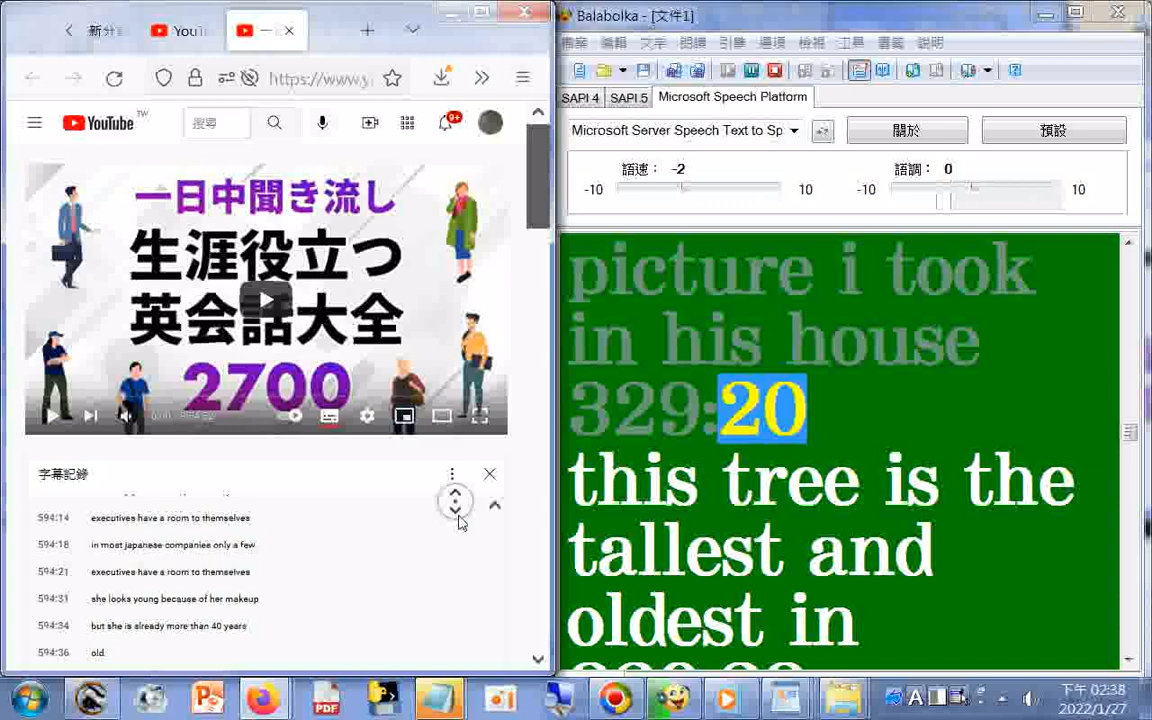 YouTube TW
搜尋
9+
https://www.y
一日中聞き流し
生涯役立つ
英会話大全
2700
字幕記錄
594:14 executives have a room to themselves
594:18 in most japanese companies only a few
594:21 executives have a room to themselves
594:31 she looks young because of her makeup
594:34 but she is already more than 40 years
594:36 old
Balabolka - [文件1]
檔案 編輯 文字 閱讀 引擎 選項 檢視 工具 書籤 說明
SAPI 4 SAPI 5 Microsoft Speech Platform
Microsoft Server Speech Text to Sp
關於 預設
語速: -2 語調: 0
-10 10 -10 10
picture i took
in his house
329:20
this tree is the
tallest and
oldest in
PDF
A
下午 02:38
2022/1/27